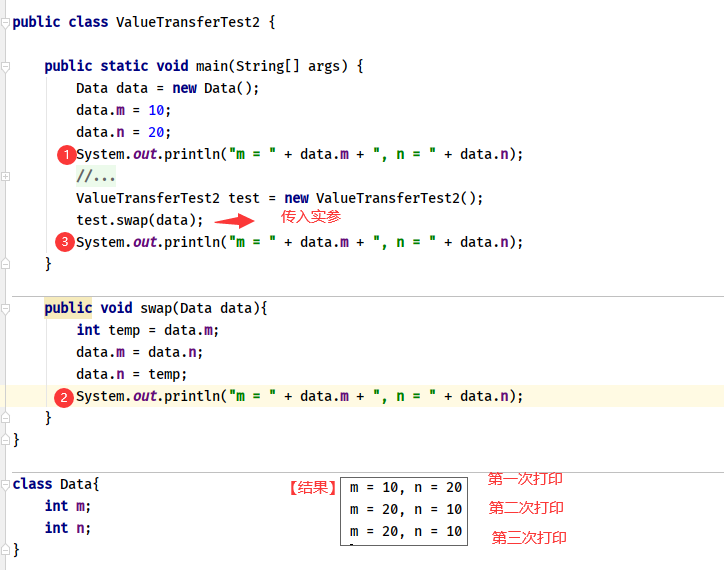 public class ValueTransferTest2 {
public static void main(String[] args) {
Data data = new Data();
data.m = 10;
data.n = 20;
1 System.out.println("m = " + data.m + ", n = " + data.n);
//...
ValueTransferTest2 test = new ValueTransferTest2();
test.swap(data); 传入实参
3 System.out.println("m = " + data.m + ", n = " + data.n);
}
public void swap(Data data){
int temp = data.m;
data.m = data.n;
data.n = temp;
2 System.out.println("m = " + data.m + ", n = " + data.n);
}
}
class Data{
int m;
int n;
}
【结果】
m = 10, n = 20 第一次打印
m = 20, n = 10 第二次打印
m = 20, n = 10 第三次打印